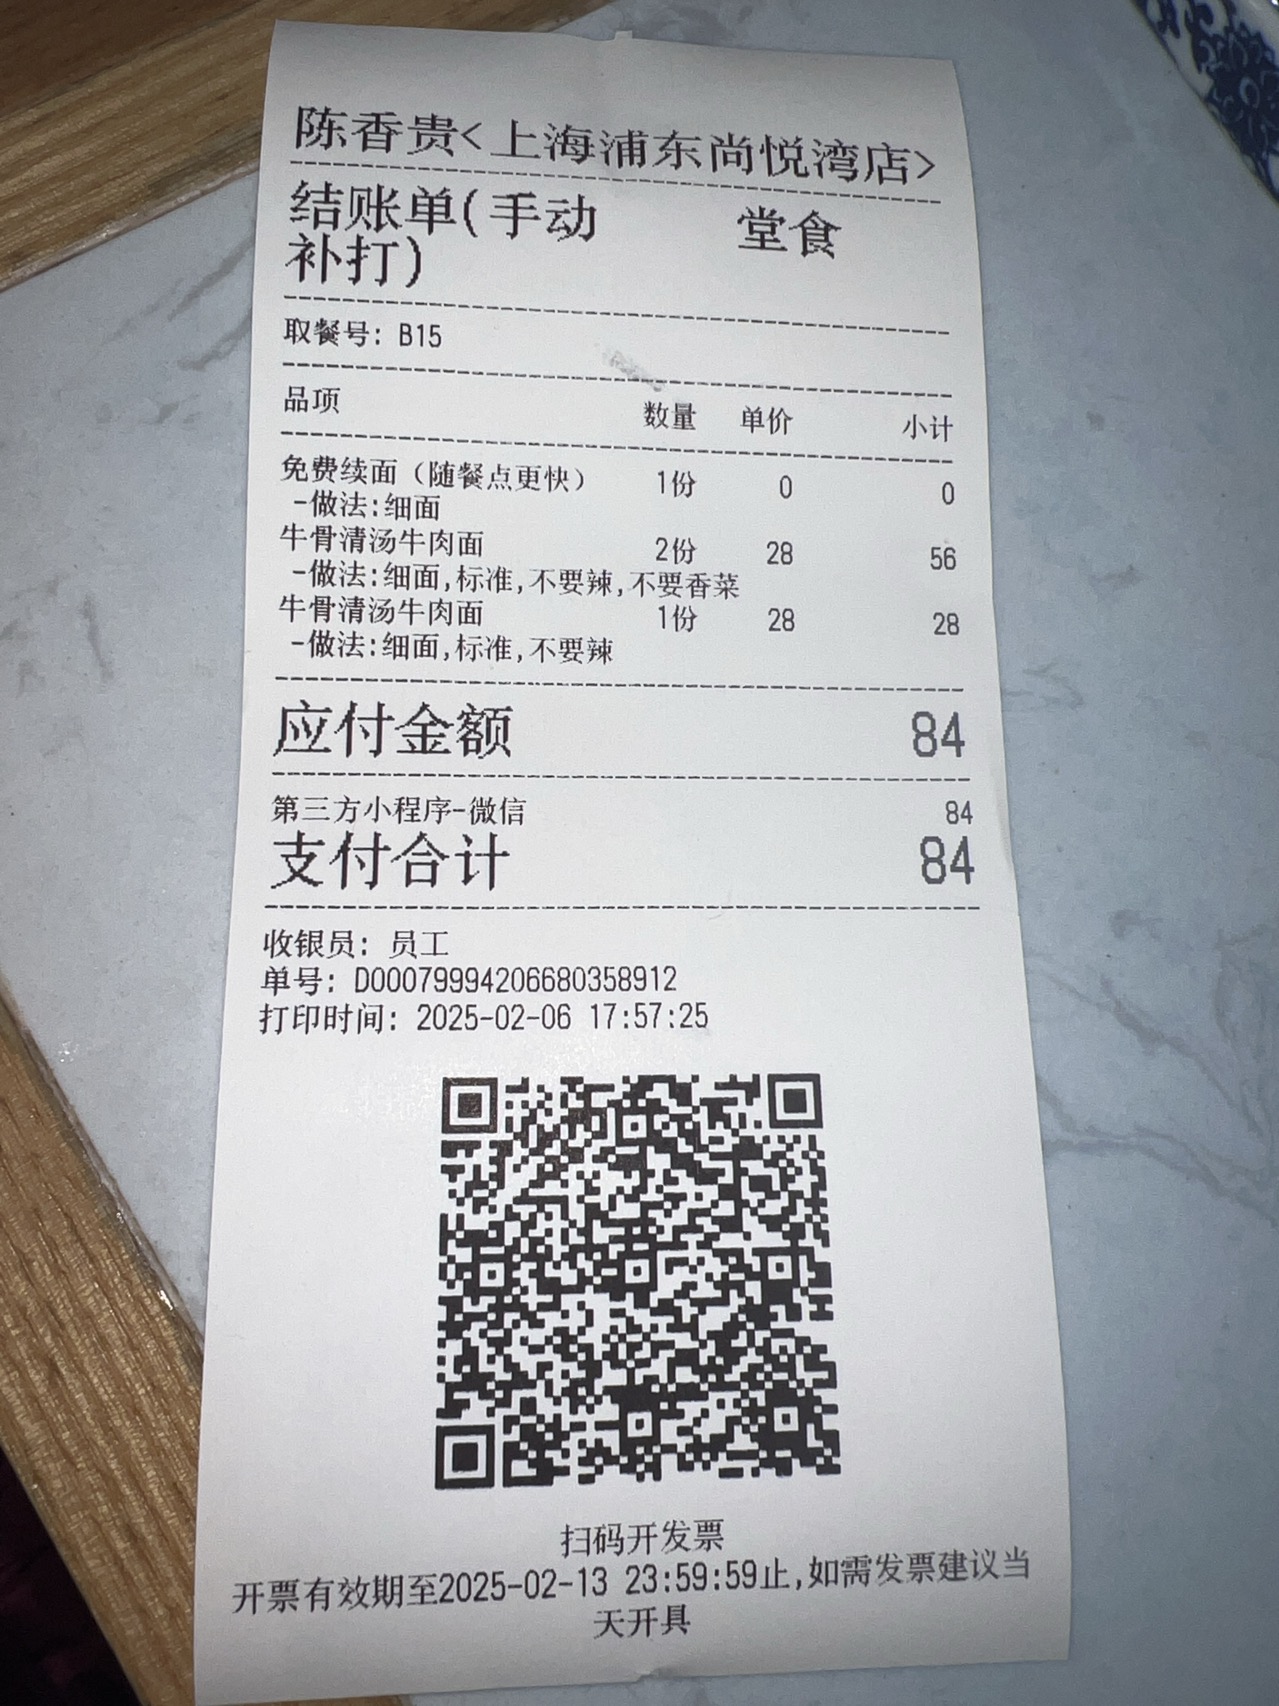 陈香贵<上海浦东尚悦湾店>
结账单(手动 堂食
补打)
取餐号: B15
品项 数量 单价 小计
免费续面（随餐点更快） 1份 0 0
-做法:细面
牛骨清汤牛肉面 2份 28 56
-做法:细面,标准,不要辣,不要香菜
牛骨清汤牛肉面 1份 28 28
-做法:细面,标准,不要辣
应付金额 84
第三方小程序-微信 84
支付合计 84
收银员: 员工
单号: D00079994206680358912
打印时间: 2025-02-06 17:57:25
扫码开发票
开票有效期至2025-02-13 23:59:59止,如需发票建议当
天开具